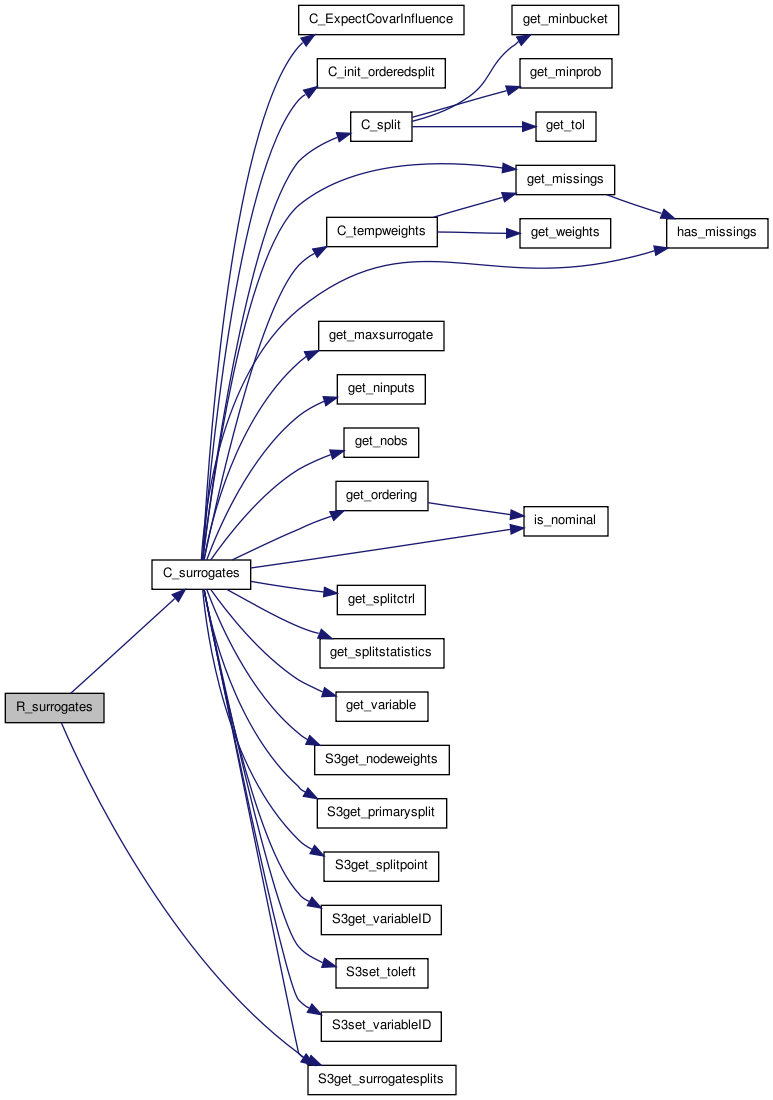 C_ExpectCovarInfluence
get_minbucket
C_init_orderedsplit
get_minprob
C_split
get_tol
get_missings
C_tempweights
get_weights
has_missings
get_maxsurrogate
get_ninputs
get_nobs
get_ordering
is_nominal
C_surrogates
get_splitctrl
get_splitstatistics
R_surrogates
get_variable
S3get_nodeweights
S3get_primarysplit
S3get_splitpoint
S3get_variableID
S3set_toleft
S3set_variableID
S3get_surrogatesplits